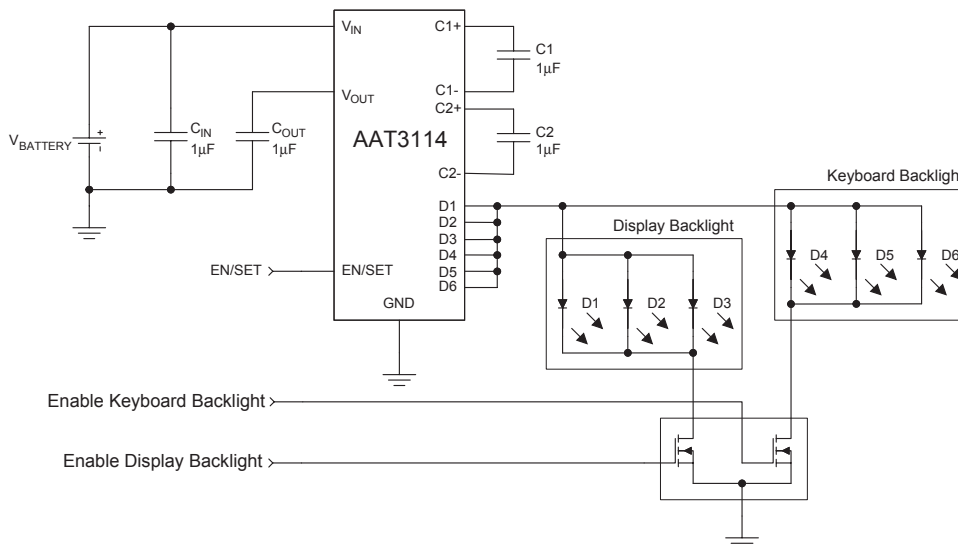 V_IN
C1+
C1
1μF
C1-
V_OUT
C2+
V_BATTERY
+
-
C_IN
1μF
C_OUT
1μF
AAT3114
C2
1μF
C2-
Keyboard Backligh
D1
D2
D3
D4
D5
D6
Display Backlight
D4
D5
D6
EN/SET
EN/SET
GND
D1
D2
D3
Enable Keyboard Backlight
Enable Display Backlight